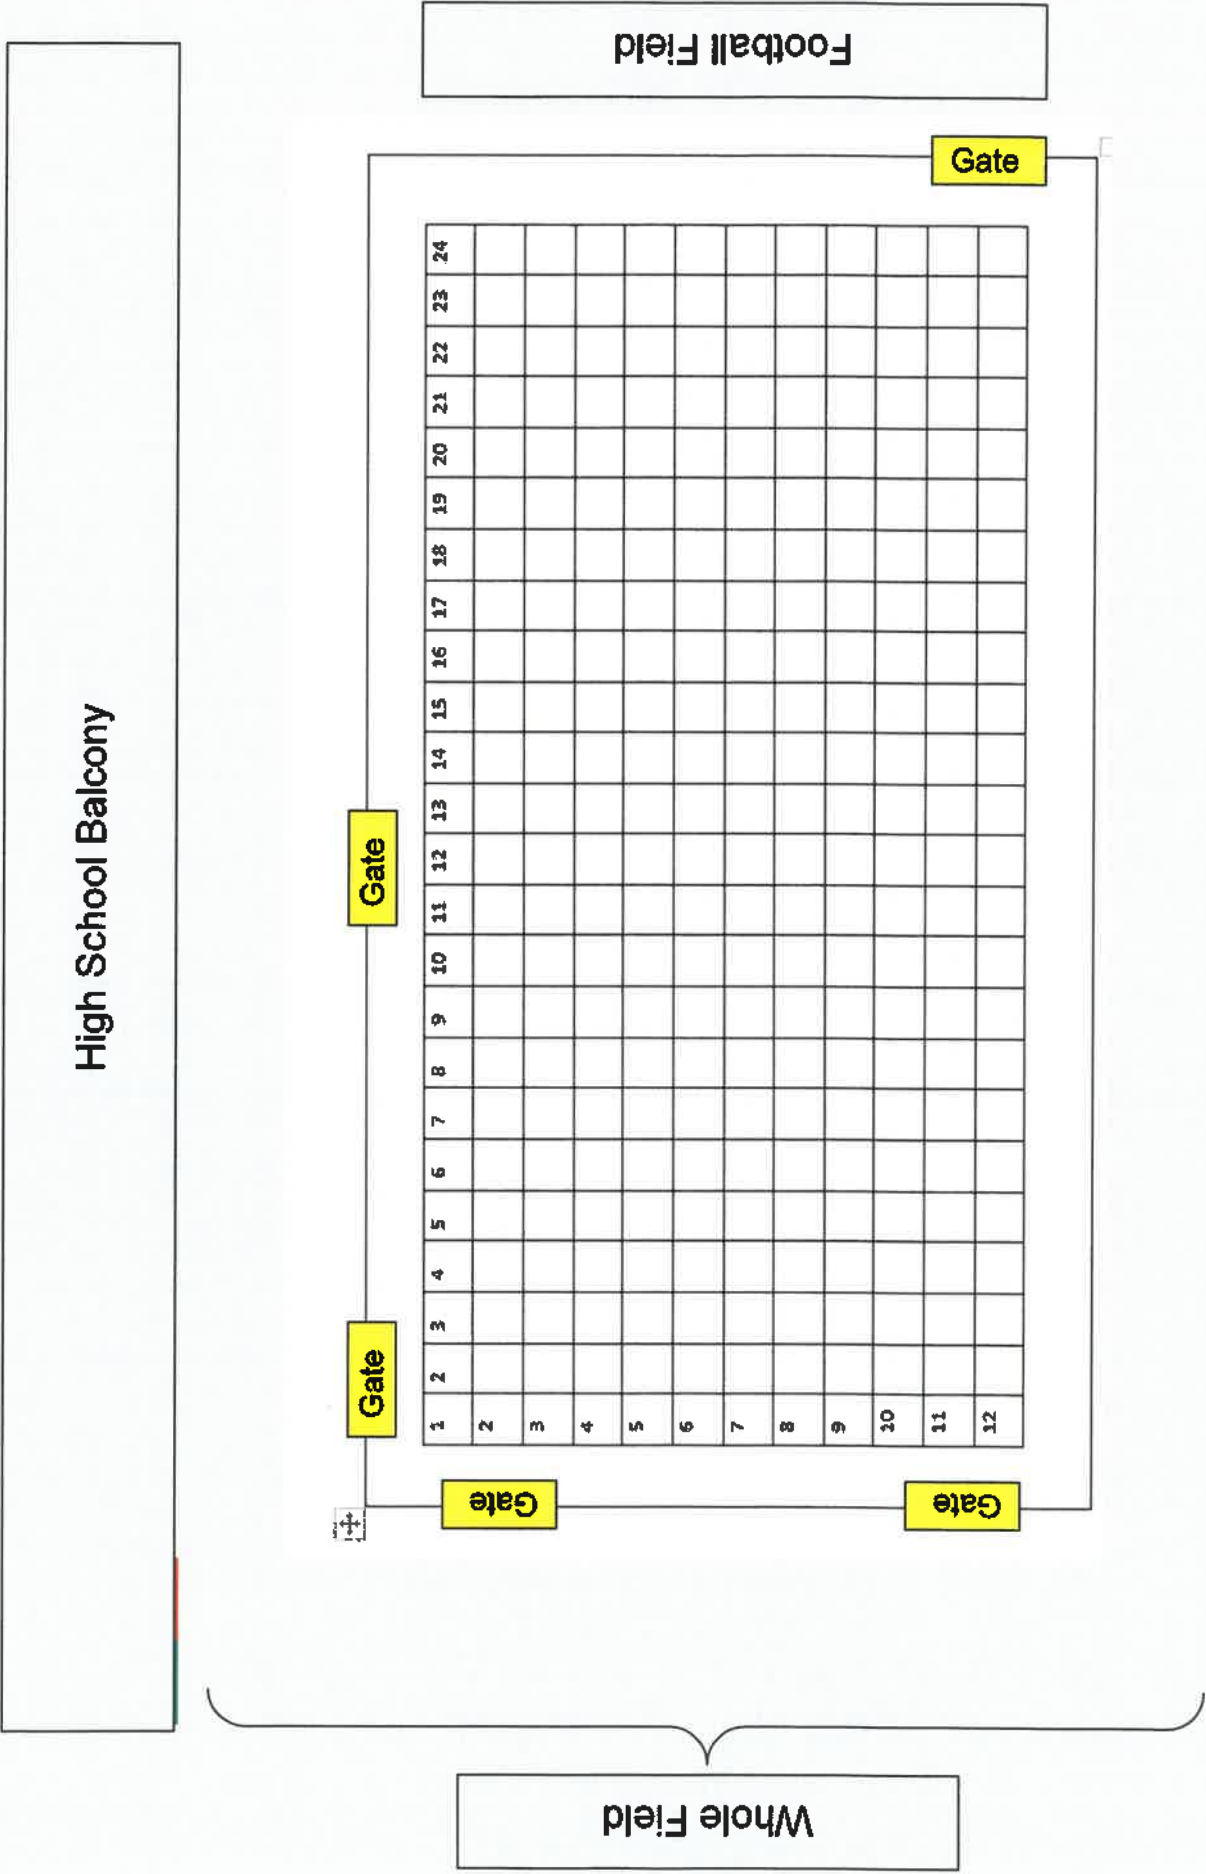 High School Balcony
Football Field
Gate
Gate
Gate
Gate
Gate
1 2 3 4 5 6 7 8 9 10 11 12 13 14 15 16 17 18 19 20 21 22 23 24
2
3
4
5
6
7
8
9
10
11
12
Whole Field